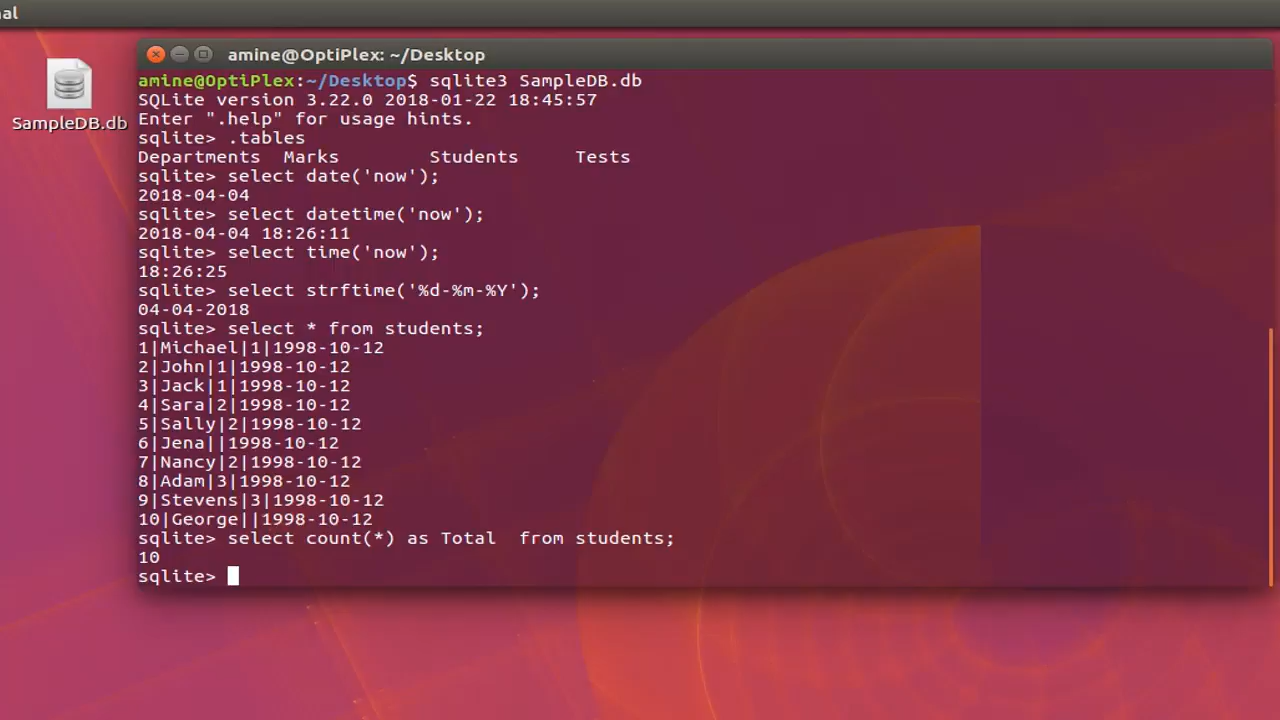 al
amine@OptiPlex: ~/Desktop
SampleDB.db
amine@OptiPlex:~/Desktop$ sqlite3 SampleDB.db
SQLite version 3.22.0 2018-01-22 18:45:57
Enter ".help" for usage hints.
sqlite> .tables
Departments  Marks        Students     Tests
sqlite> select date('now');
2018-04-04
sqlite> select datetime('now');
2018-04-04 18:26:11
sqlite> select time('now');
18:26:25
sqlite> select strftime('%d-%m-%Y');
04-04-2018
sqlite> select * from students;
1|Michael|1|1998-10-12
2|John|1|1998-10-12
3|Jack|1|1998-10-12
4|Sara|2|1998-10-12
5|Sally|2|1998-10-12
6|Jena||1998-10-12
7|Nancy|2|1998-10-12
8|Adam|3|1998-10-12
9|Stevens|3|1998-10-12
10|George||1998-10-12
sqlite> select count(*) as Total  from students;
10
sqlite>